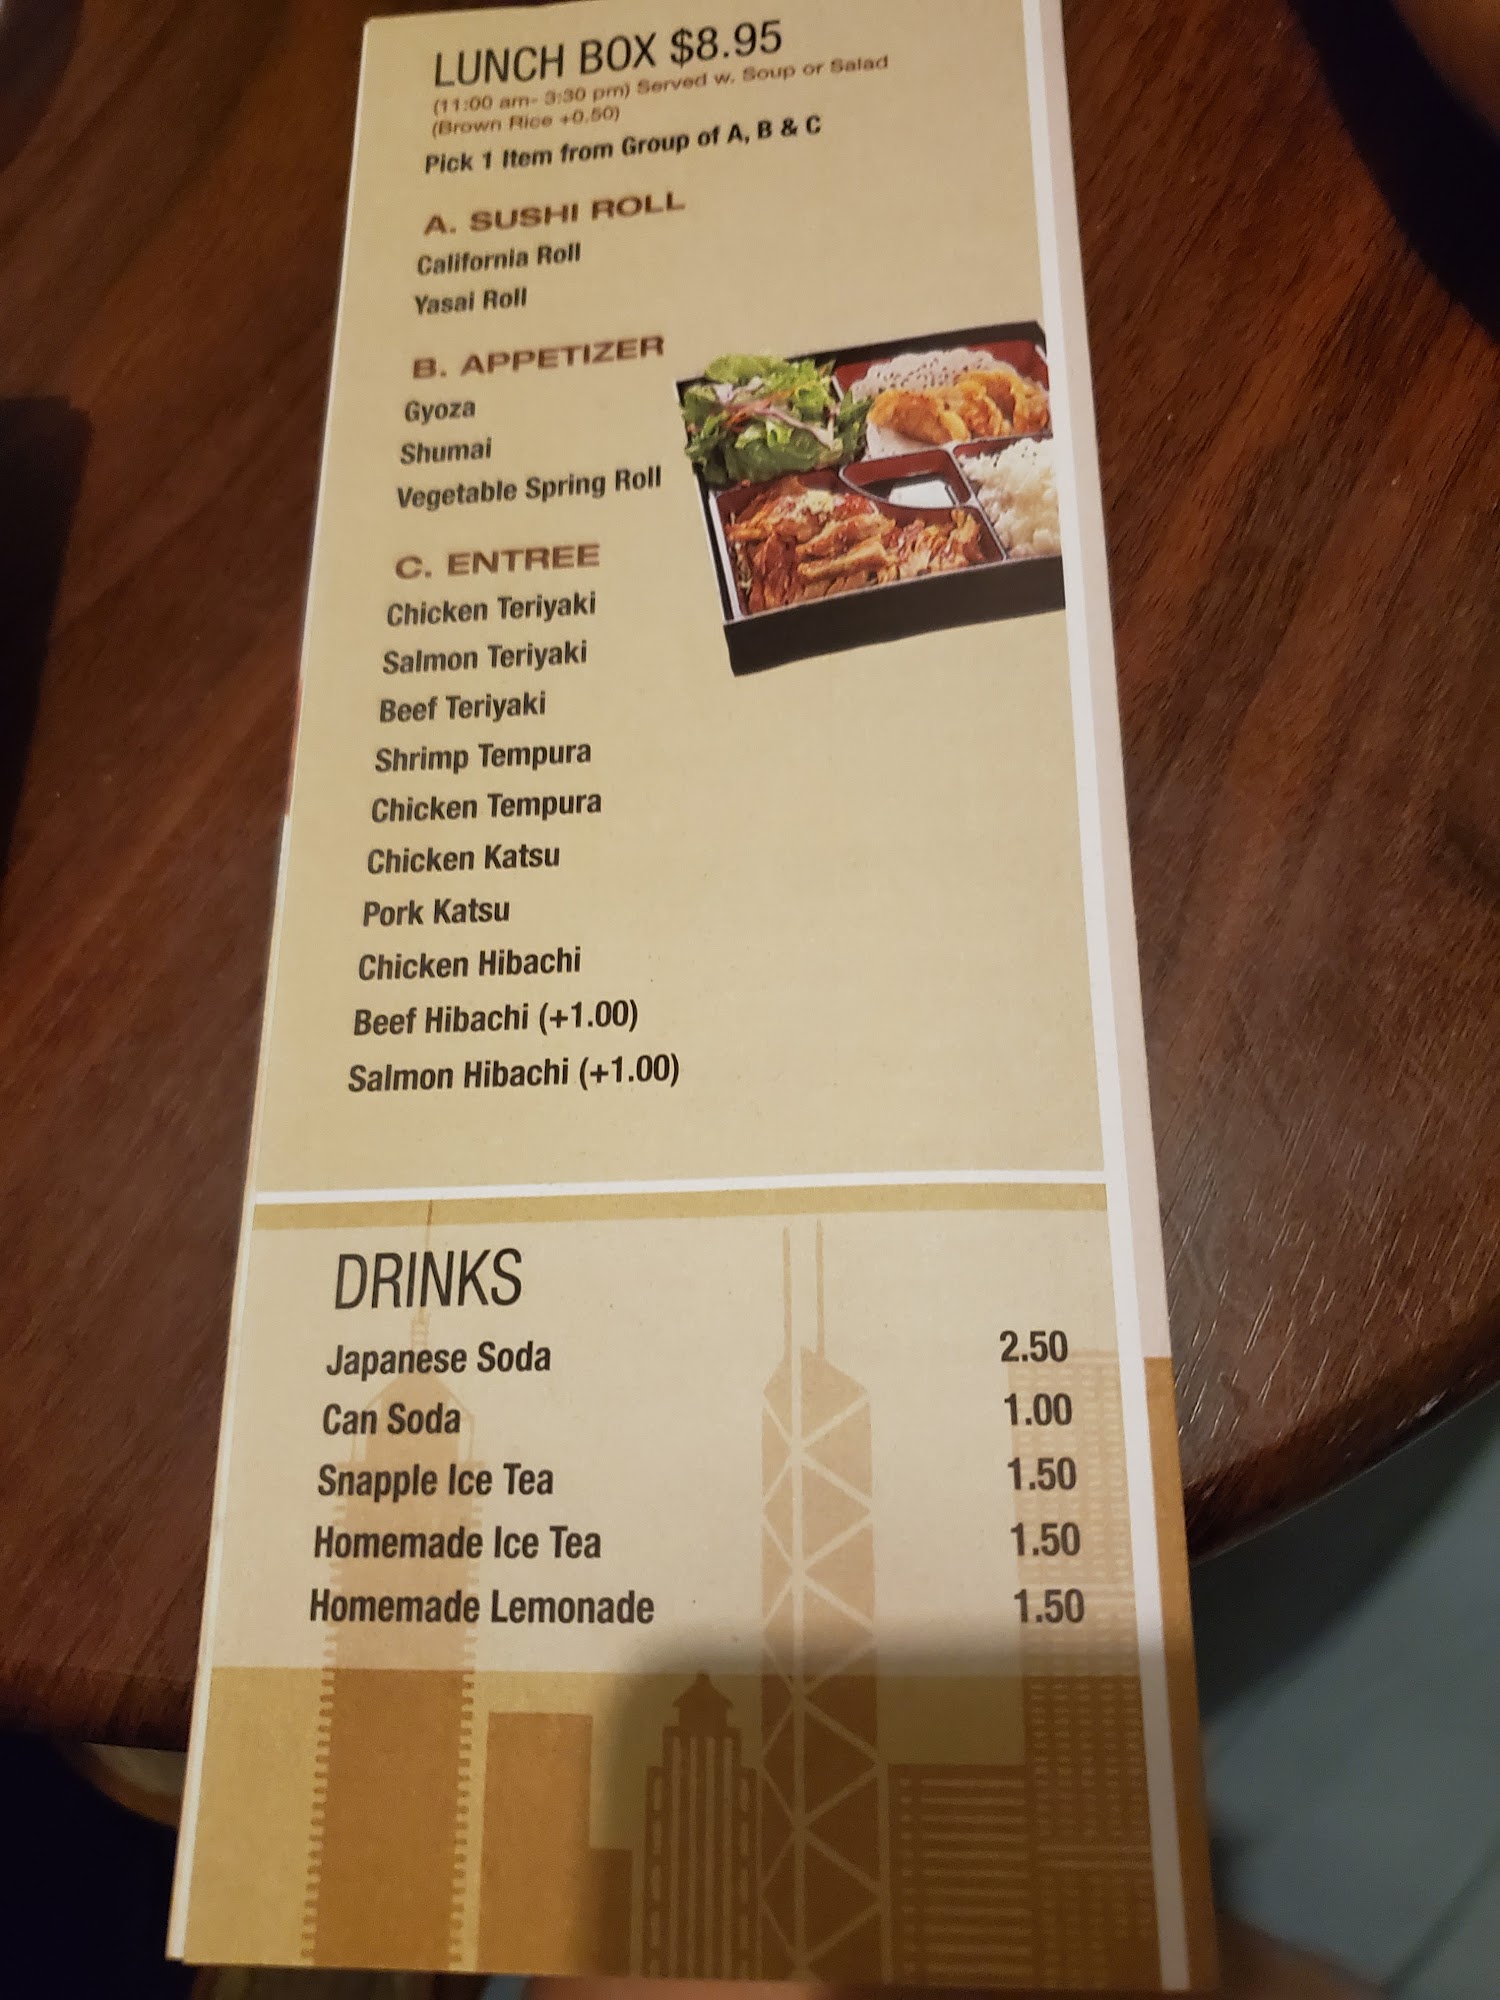 LUNCH BOX $8.95
(11:00 am- 3:30 pm) Served w. Soup or Salad
(Brown Rice +0.50)
Pick 1 Item from Group of A, B & C
A. SUSHI ROLL
California Roll
Yasai Roll
B. APPETIZER
Gyoza
Shumai
Vegetable Spring Roll
C. ENTREE
Chicken Teriyaki
Salmon Teriyaki
Beef Teriyaki
Shrimp Tempura
Chicken Tempura
Chicken Katsu
Pork Katsu
Chicken Hibachi
Beef Hibachi (+1.00)
Salmon Hibachi (+1.00)
DRINKS
Japanese Soda 2.50
Can Soda 1.00
Snapple Ice Tea 1.50
Homemade Ice Tea 1.50
Homemade Lemonade 1.50